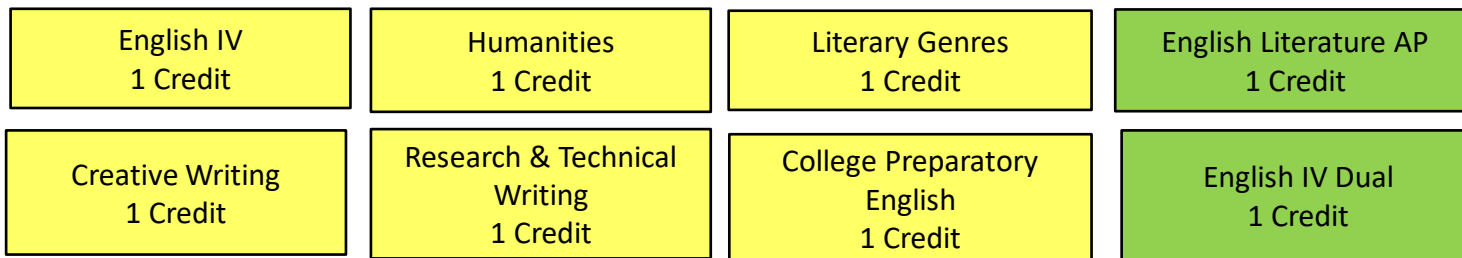 English IV
1 Credit
Humanities
1 Credit
Literary Genres
1 Credit
English Literature AP
1 Credit
Creative Writing
1 Credit
Research & Technical
Writing
1 Credit
College Preparatory
English
1 Credit
English IV Dual
1 Credit